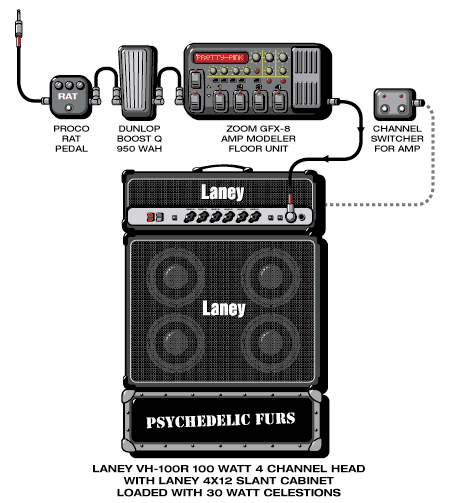 PRETTY-PINK
RAT
PROCO
RAT
PEDAL
DUNLOP
BOOST Q
950 WAH
ZOOM GFX-8
AMP MODELER
FLOOR UNIT
CHANNEL
SWITCHER
FOR AMP
Laney
Laney
PSYCHEDELIC FURS
LANEY VH-100R 100 WATT 4 CHANNEL HEAD
WITH LANEY 4X12 SLANT CABINET
LOADED WITH 30 WATT CELESTIONS